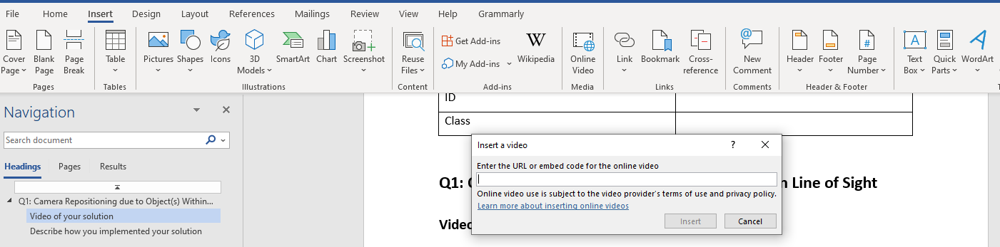 File Home Insert Design Layout References Mailings Review View Help Grammarly
Cover Page
Blank Page
Page Break
Pages
Table
Tables
Pictures
Shapes
Icons
3D Models
SmartArt
Chart
Screenshot
Illustrations
Reuse Files
Content
Get Add-ins
My Add-ins
W
Wikipedia
Add-ins
Online Video
Media
Link
Bookmark
Cross-reference
Links
New Comment
Comments
Header
Footer
Page Number
Header & Footer
Text Box
Quick Parts
WordArt
Navigation
Search document
Headings Pages Results
Q1: Camera Repositioning due to Object(s) Within...
Video of your solution
Describe how you implemented your solution
ID
Class
Q1:
Line of Sight
Video
Insert a video
?
Enter the URL or embed code for the online video
Online video use is subject to the video provider's terms of use and privacy policy.
Learn more about inserting online videos
Insert Cancel